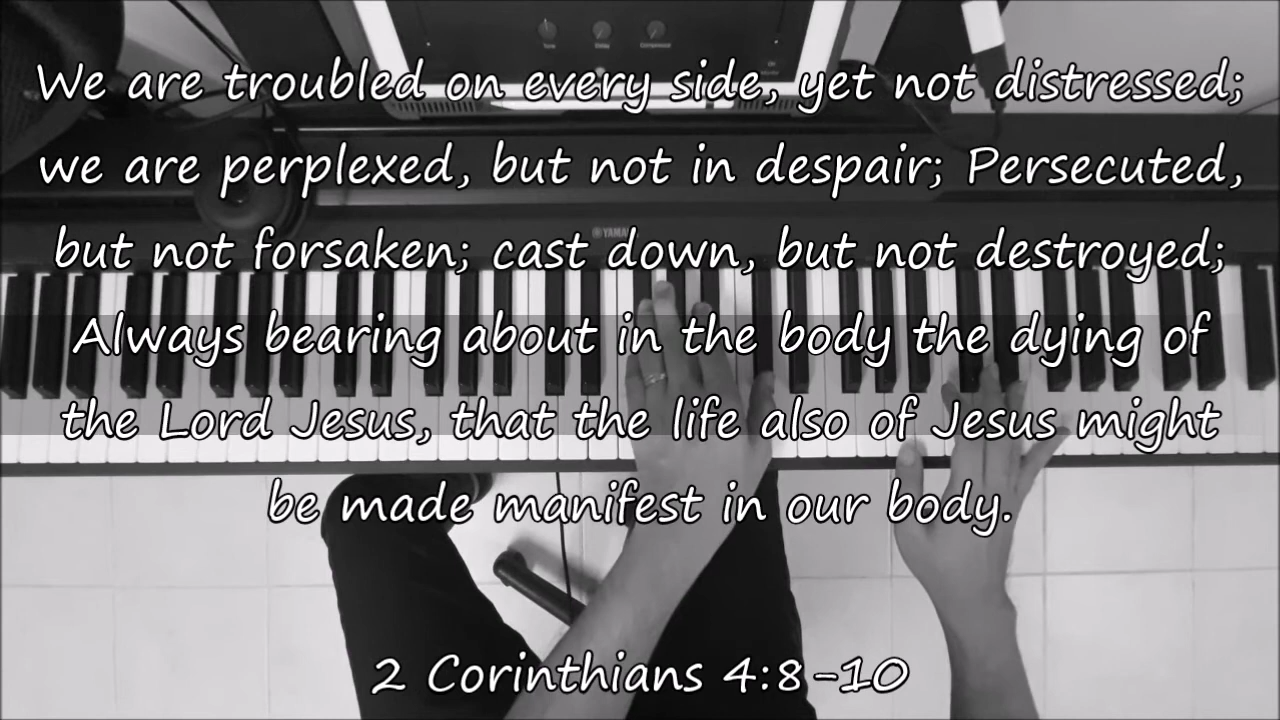 We are troubled on every side, yet not distressed;
we are perplexed, but not in despair; Persecuted,
but not forsaken; cast down, but not destroyed;
Always bearing about in the body the dying of
the Lord Jesus, that the life also of Jesus might
be made manifest in our body.
2 Corinthians 4:8-10